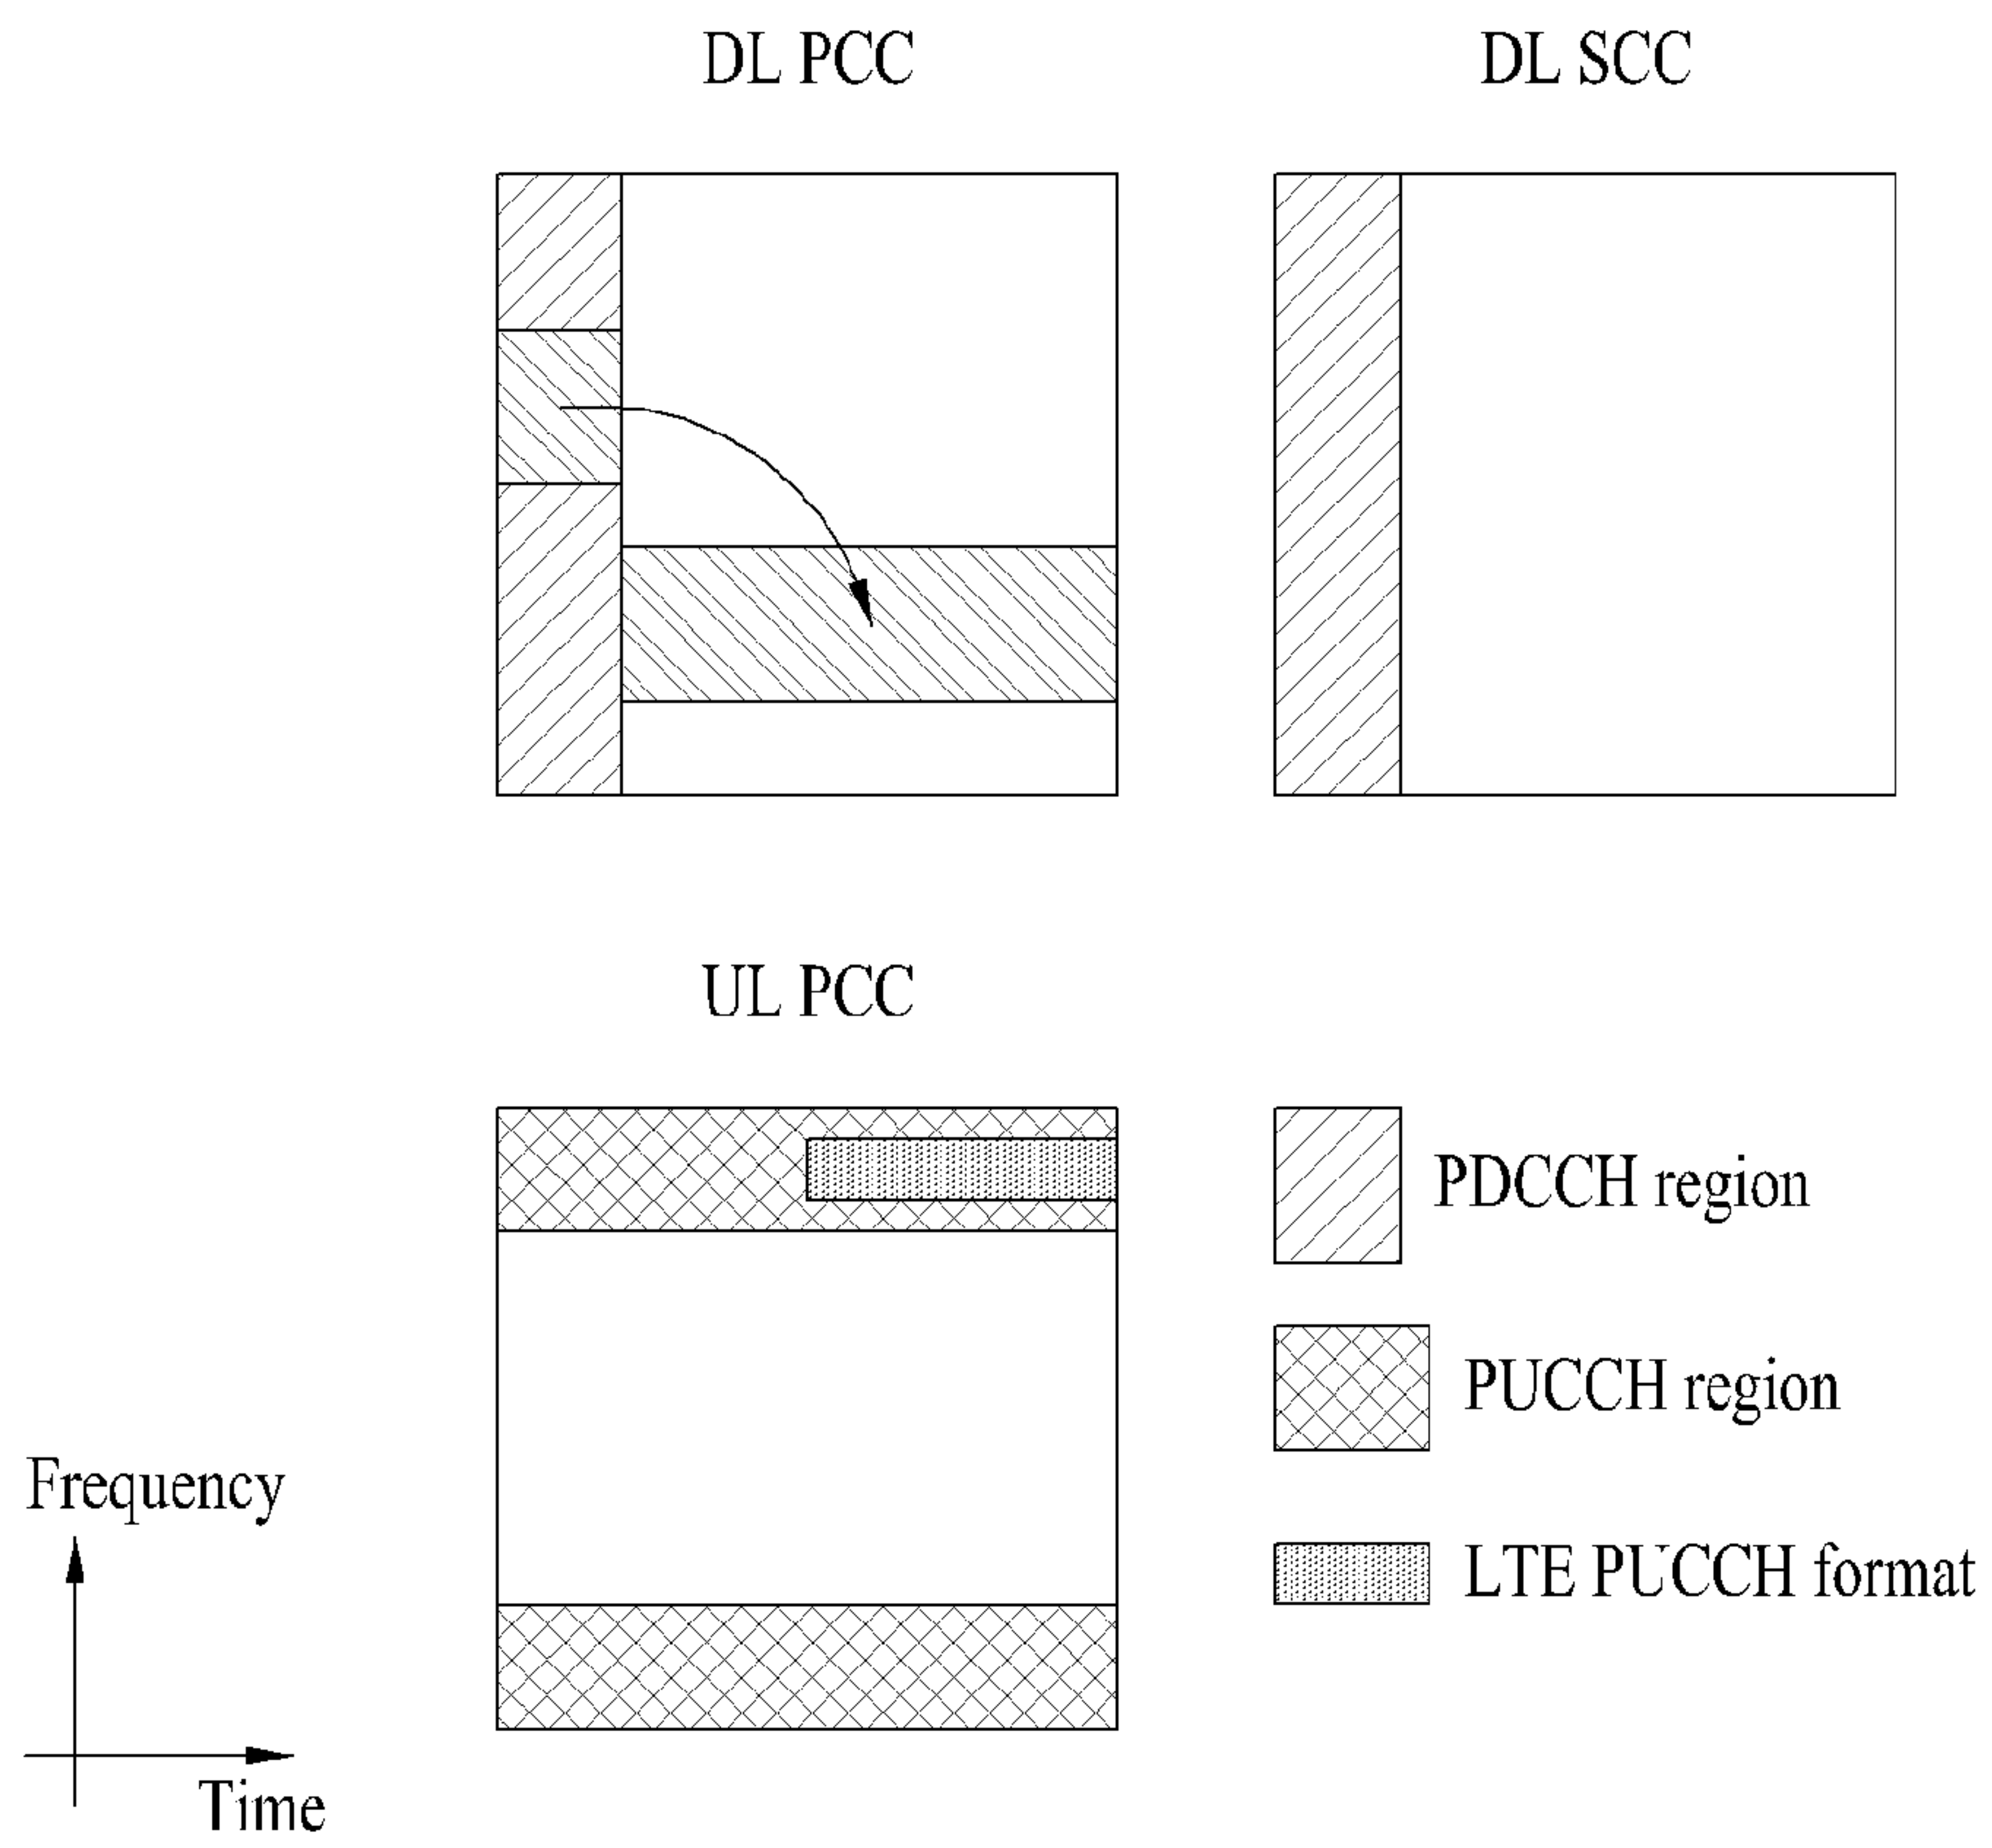 DL PCC
DL SCC
UL PCC
PDCCH region
PUCCH region
LTE PUCCH format
Frequency
Time